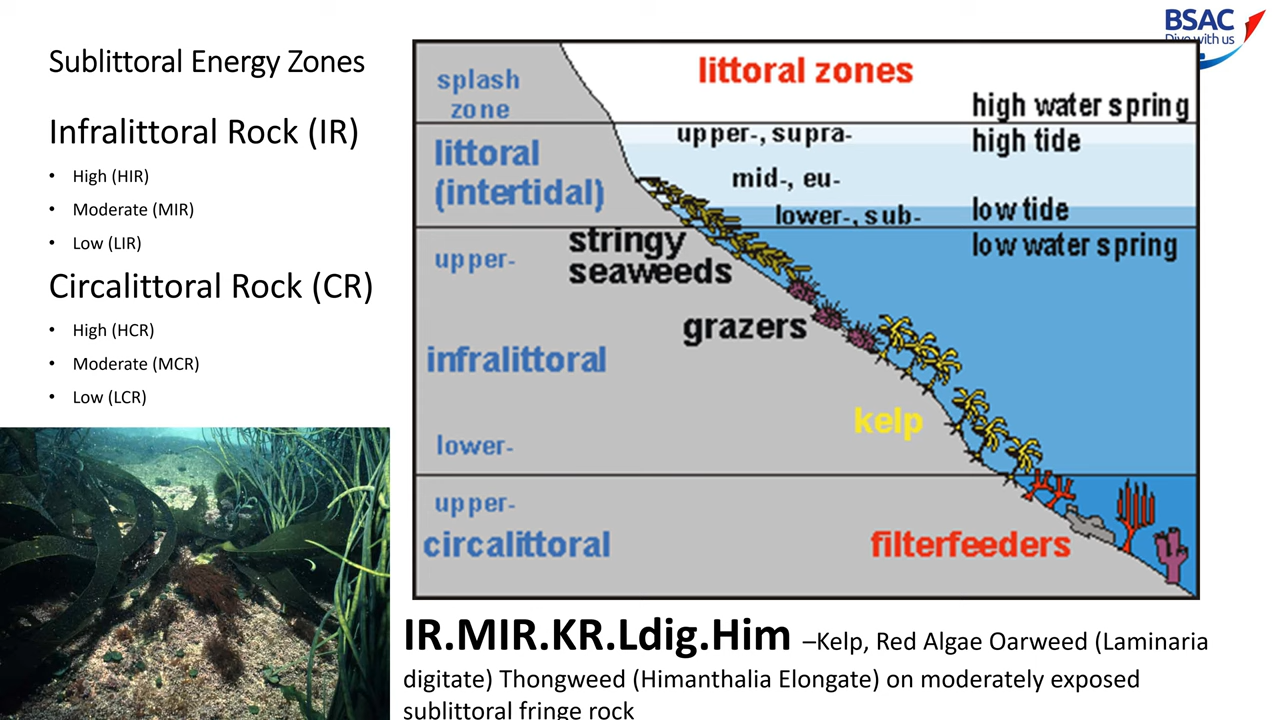 BSAC
Dive with us
Sublittoral Energy Zones
Infralittoral Rock (IR)
• High (HIR)
• Moderate (MIR)
• Low (LIR)
Circalittoral Rock (CR)
• High (HCR)
• Moderate (MCR)
• Low (LCR)
littoral zones
splash
zone
high water spring
upper-, supra-
high tide
littoral
(intertidal)
mid-, eu-
lower-, sub-
low tide
low water spring
stringy
seaweeds
upper-
grazers
infralittoral
kelp
lower-
upper-
circalittoral
filterfeeders
IR.MIR.KR.Ldig.Him –Kelp, Red Algae Oarweed (Laminaria
digitate) Thongweed (Himanthalia Elongate) on moderately exposed
sublittoral fringe rock